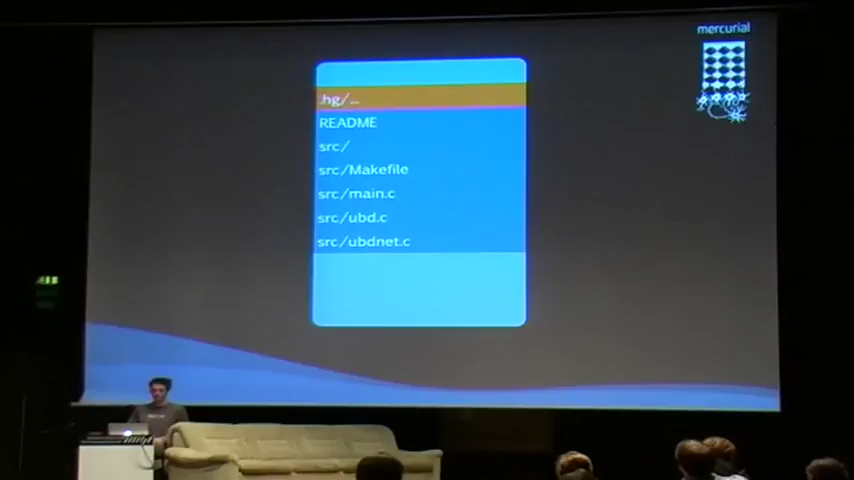 mercurial
.hg/...
README
src/
src/Makefile
src/main.c
src/ubd.c
src/ubdnet.c